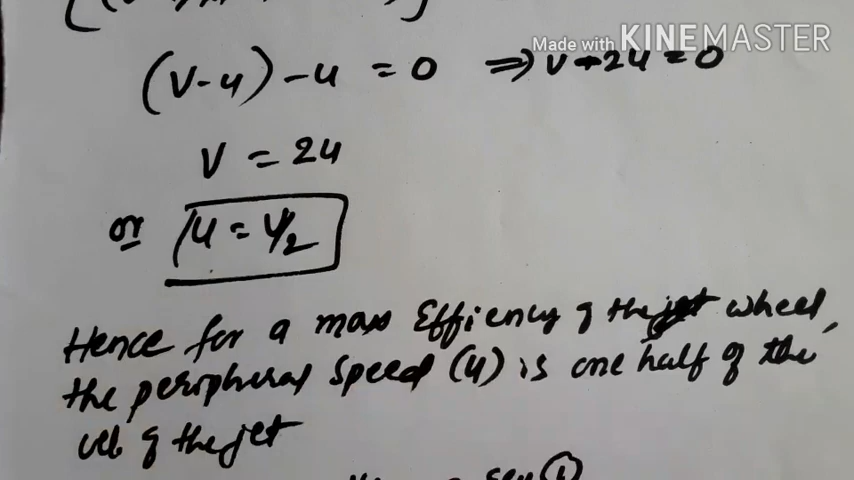 Made with KINEMASTER
(V-u) - u = 0 ⇒ V - 2u = 0
V = 2u
or u = V/2
Hence for a max Effiency of the wheel,
the peripheral speed (u) is one half of the
vel. of the jet